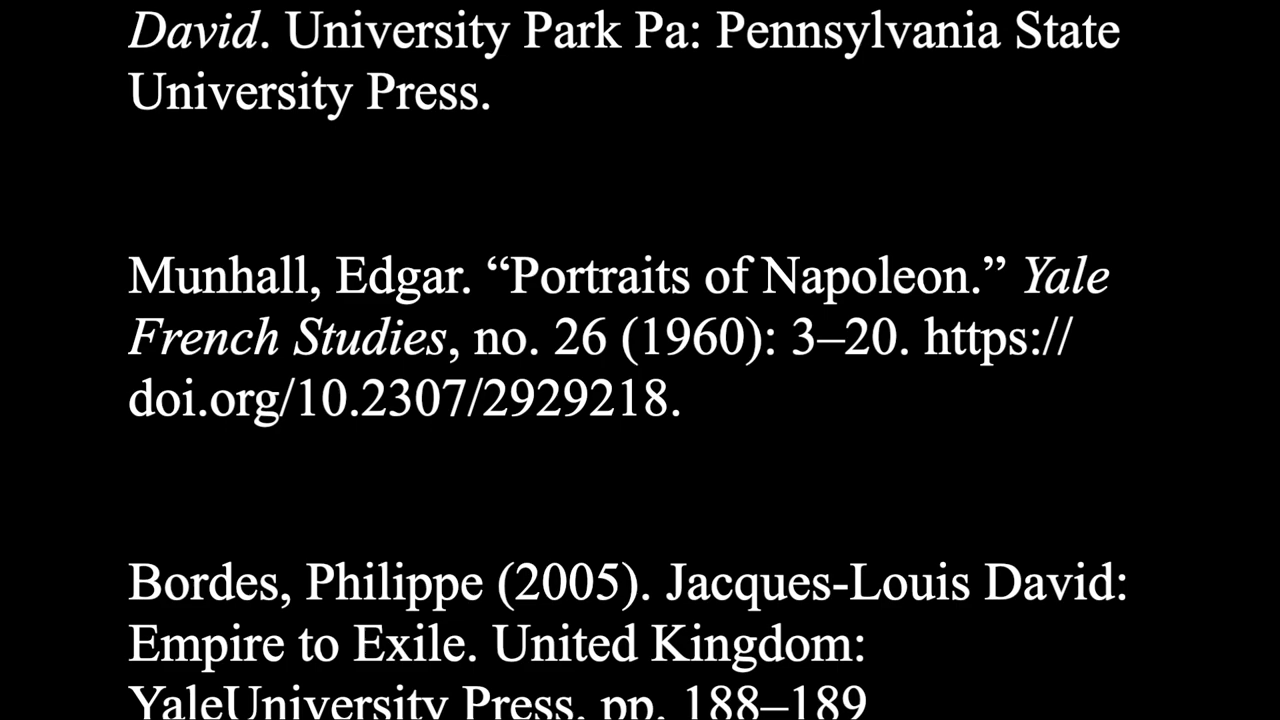 David. University Park Pa: Pennsylvania State
University Press.
Munhall, Edgar. “Portraits of Napoleon.” Yale
French Studies, no. 26 (1960): 3–20. https://
doi.org/10.2307/2929218.
Bordes, Philippe (2005). Jacques-Louis David:
Empire to Exile. United Kingdom:
YaleUniversity Press. pp. 188–189